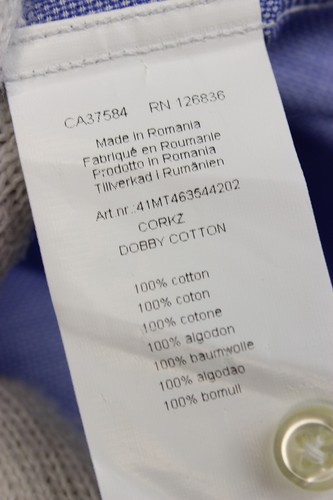 CA37584 RN 126836
Made in Romania
Fabriqué en Roumanie
Prodotto in Romania
Tillverkad i Rumänien
Art.nr.:41MT463544202
CORKZ
DOBBY COTTON
100% cotton
100% coton
100% cotone
100% algodon
100% baumwolle
100% algodao
100% bomull